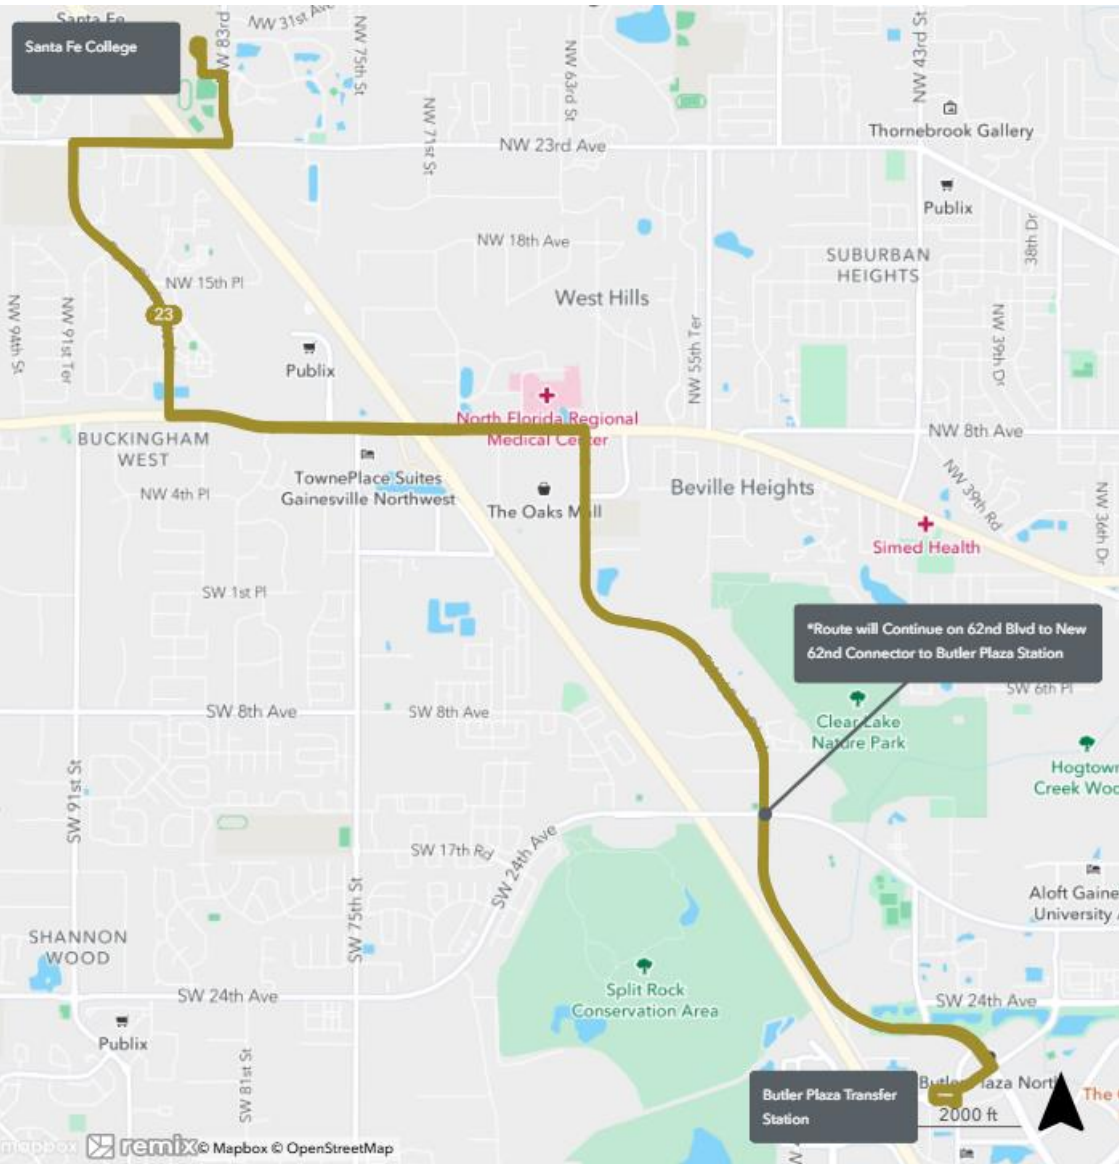 Santa Fe
Santa Fe College
NW 83rd
NW 31st Ave
NW 75th St
NW 63rd St
NW 43rd St
Thornebrook Gallery
NW 71st St
NW 23rd Ave
Publix
38th Dr
NW 18th Ave
SUBURBAN
HEIGHTS
NW 15th Pl
West Hills
NW 94th St
NW 91st Ter
23
NW 55th Ter
NW 39th Dr
Publix
North Florida Regional
Medical Center
BUCKINGHAM
WEST
NW 8th Ave
TownePlace Suites
Gainesville Northwest
NW 4th Pl
Beville Heights
NW 39th Rd
NW 36th Dr
The Oaks Mall
Simed Health
SW 1st Pl
*Route will Continue on 62nd Blvd to New
62nd Connector to Butler Plaza Station
SW 6th Pl
SW 8th Ave
SW 8th Ave
Clear Lake
Nature Park
Hogtown
Creek Woo
SW 91st St
SW 17th Rd
SW 24th Ave
Aloft Gaine
University
SW 75th St
SHANNON
WOOD
Split Rock
Conservation Area
SW 24th Ave
SW 24th Ave
Publix
SW 81st St
Butler Plaza North
Butler Plaza Transfer
Station
2000 ft
The
mapbox remix © Mapbox © OpenStreetMap